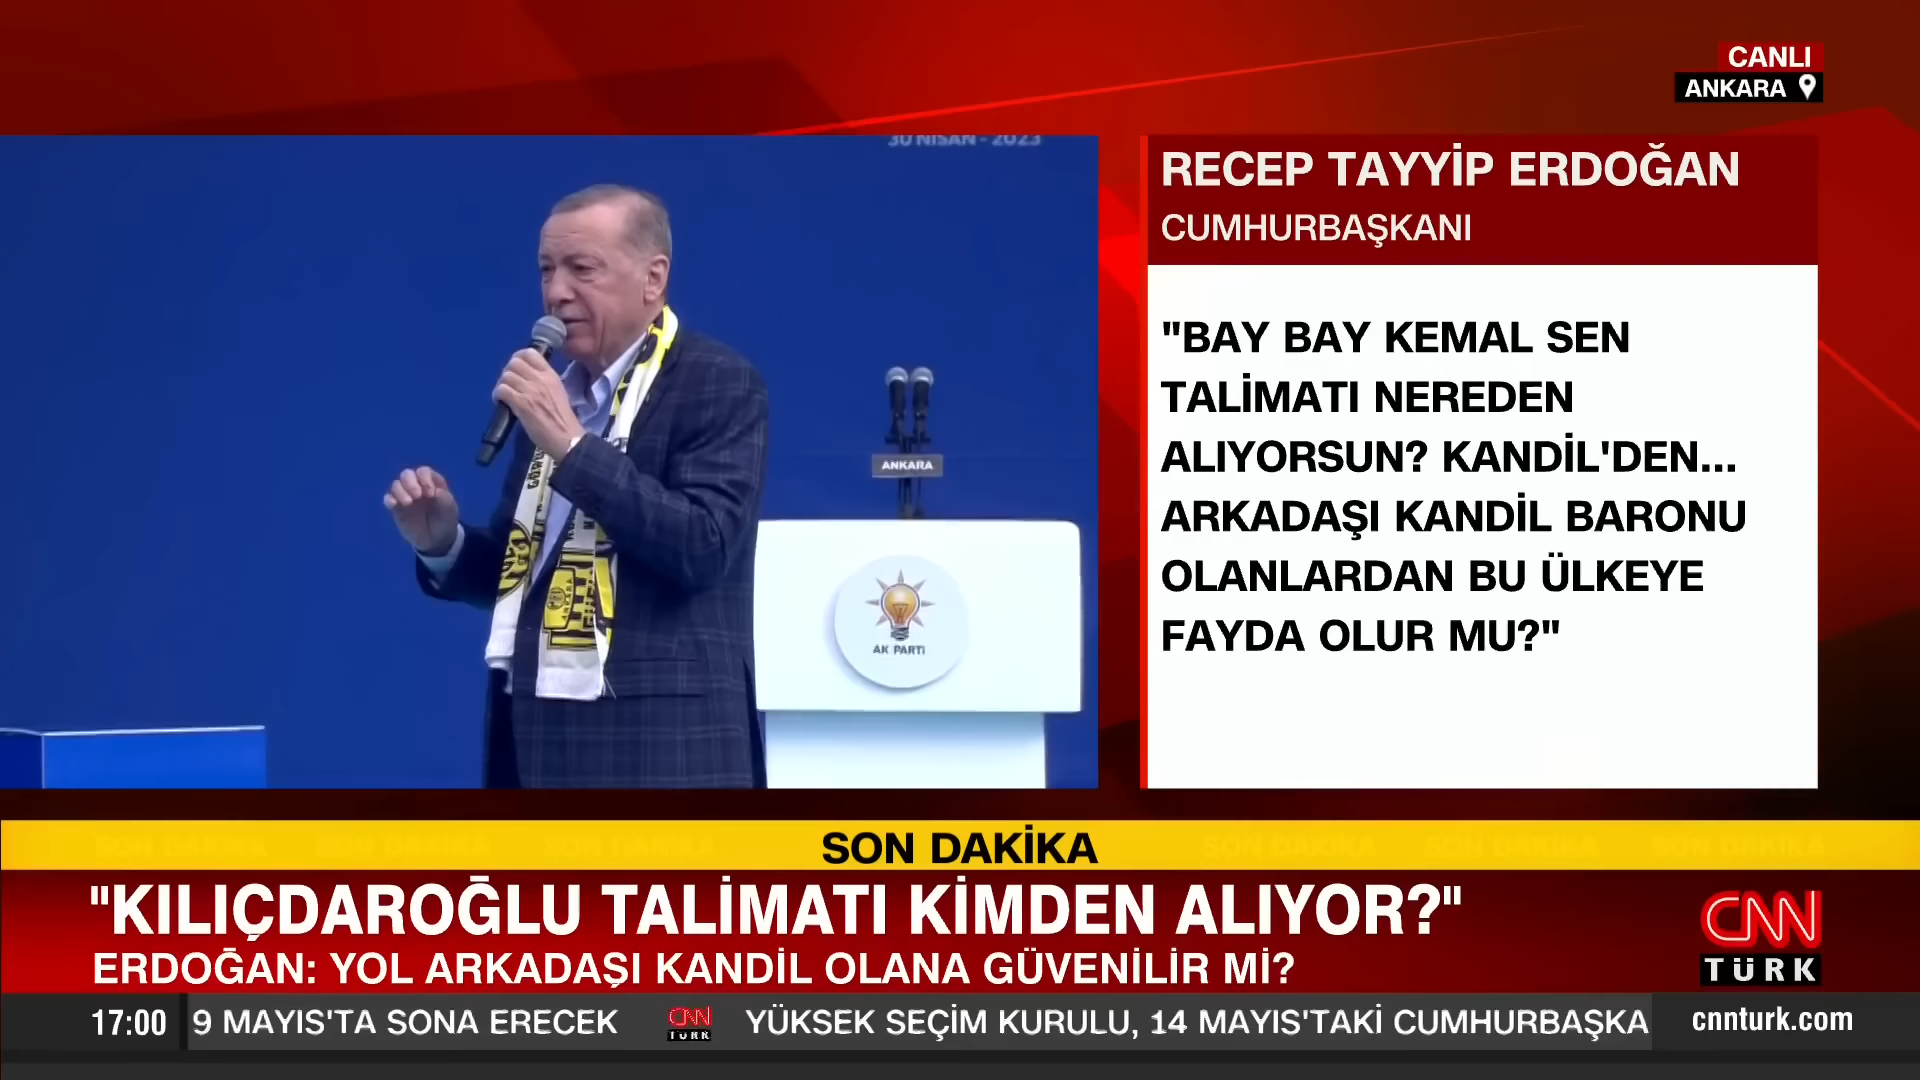 CANLI
ANKARA
30 NİSAN - 2023
RECEP TAYYİP ERDOĞAN
CUMHURBAŞKANI
"BAY BAY KEMAL SEN
TALİMATI NEREDEN
ALIYORSUN? KANDİL'DEN...
ARKADAŞI KANDİL BARONU
OLANLARDAN BU ÜLKEYE
FAYDA OLUR MU?"
ANKARA
AK PARTİ
SON DAKİKA
"KILIÇDAROĞLU TALİMATI KİMDEN ALIYOR?"
ERDOĞAN: YOL ARKADAŞI KANDİL OLANA GÜVENİLİR Mİ?
CNN
TÜRK
17:00 9 MAYIS'TA SONA ERECEK CNN TÜRK YÜKSEK SEÇİM KURULU, 14 MAYIS'TAKİ CUMHURBAŞKA cnnturk.com